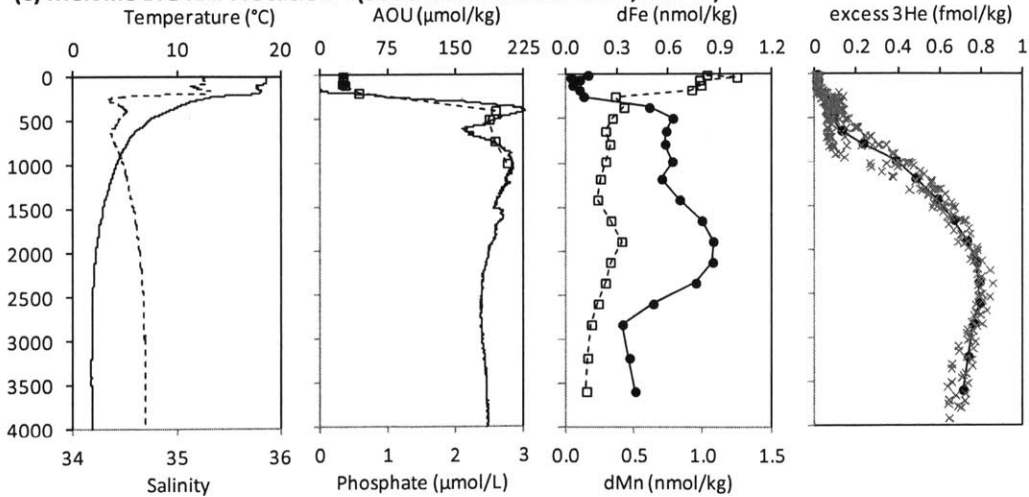 Temperature (°C)
AOU (µmol/kg)
dFe (nmol/kg)
excess 3He (fmol/kg)
0 10 20
0 75 150 225
0.0 0.3 0.6 0.9 1.2
0 0.2 0.4 0.6 0.8 1
0
500
1000
1500
2000
2500
3000
3500
4000
34 35 36
0 1 2 3
0.0 0.5 1.0 1.5
Salinity
Phosphate (µmol/L)
dMn (nmol/kg)